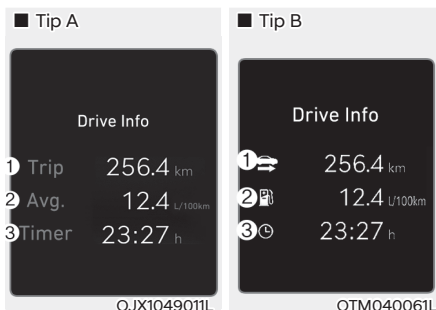 ■ Tip A
Drive Info
1 Trip 256.4 km
2 Avg. 12.4 L/100km
3 Timer 23:27 h
OJX1049011L
■ Tip B
Drive Info
1 256.4 km
2 12.4 L/100km
3 23:27 h
OTM040061L